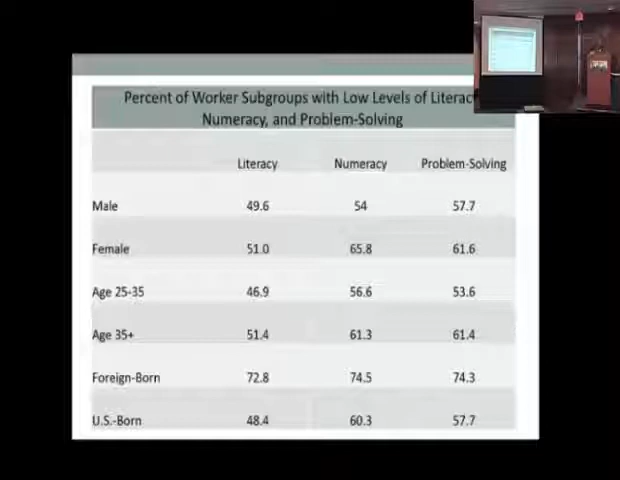 Percent of Worker Subgroups with Low Levels of Literac
Numeracy, and Problem-Solving
Literacy Numeracy Problem-Solving
Male 49.6 54 57.7
Female 51.0 65.8 61.6
Age 25-35 46.9 56.6 53.6
Age 35+ 51.4 61.3 61.4
Foreign-Born 72.8 74.5 74.3
U.S.-Born 48.4 60.3 57.7